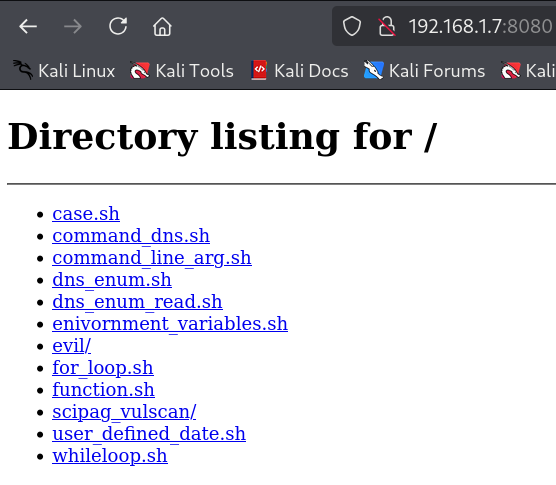 192.168.1.7:8080
Kali Linux Kali Tools Kali Docs Kali Forums Kali
Directory listing for /
case.sh
command_dns.sh
command_line_arg.sh
dns_enum.sh
dns_enum_read.sh
enivornment_variables.sh
evil/
for_loop.sh
function.sh
scipag_vulscan/
user_defined_date.sh
whileloop.sh